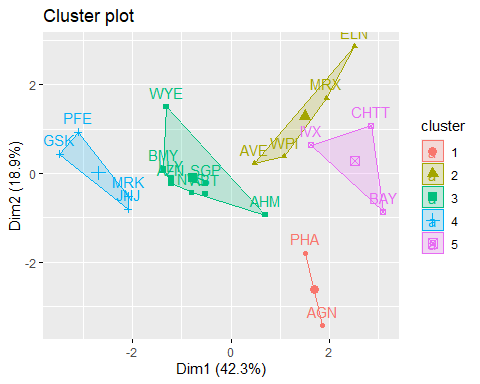 Cluster plot
ELN
MRX
2
WYE
CHTT
PFE
IVX
GSK
WPI
BMY
AVE
SGP
0
MRK
JNJ
BAY
AHM
PHA
-2
AGN
-2 0 2
Dim1 (42.3%)
Dim2 (18.9%)
cluster
1
2
3
4
5